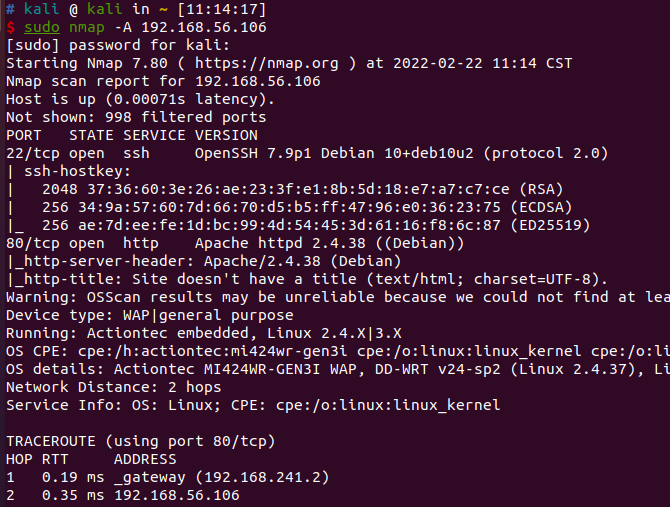 # kali @ kali in ~ [11:14:17]
$ sudo nmap -A 192.168.56.106
[sudo] password for kali:
Starting Nmap 7.80 ( https://nmap.org ) at 2022-02-22 11:14 CST
Nmap scan report for 192.168.56.106
Host is up (0.00071s latency).
Not shown: 998 filtered ports
PORT   STATE SERVICE VERSION
22/tcp open  ssh     OpenSSH 7.9p1 Debian 10+deb10u2 (protocol 2.0)
| ssh-hostkey:
|   2048 37:36:60:3e:26:ae:23:3f:e1:8b:5d:18:e7:a7:c7:ce (RSA)
|   256 34:9a:57:60:7d:66:70:d5:b5:ff:47:96:e0:36:23:75 (ECDSA)
|_  256 ae:7d:ee:fe:1d:bc:99:4d:54:45:3d:61:16:f8:6c:87 (ED25519)
80/tcp open  http    Apache httpd 2.4.38 ((Debian))
|_http-server-header: Apache/2.4.38 (Debian)
|_http-title: Site doesn't have a title (text/html; charset=UTF-8).
Warning: OSScan results may be unreliable because we could not find at lea
Device type: WAP|general purpose
Running: Actiontec embedded, Linux 2.4.X|3.X
OS CPE: cpe:/h:actiontec:mi424wr-gen3i cpe:/o:linux:linux_kernel cpe:/o:li
OS details: Actiontec MI424WR-GEN3I WAP, DD-WRT v24-sp2 (Linux 2.4.37), Li
Network Distance: 2 hops
Service Info: OS: Linux; CPE: cpe:/o:linux:linux_kernel
TRACEROUTE (using port 80/tcp)
HOP RTT     ADDRESS
1   0.19 ms _gateway (192.168.241.2)
2   0.35 ms 192.168.56.106